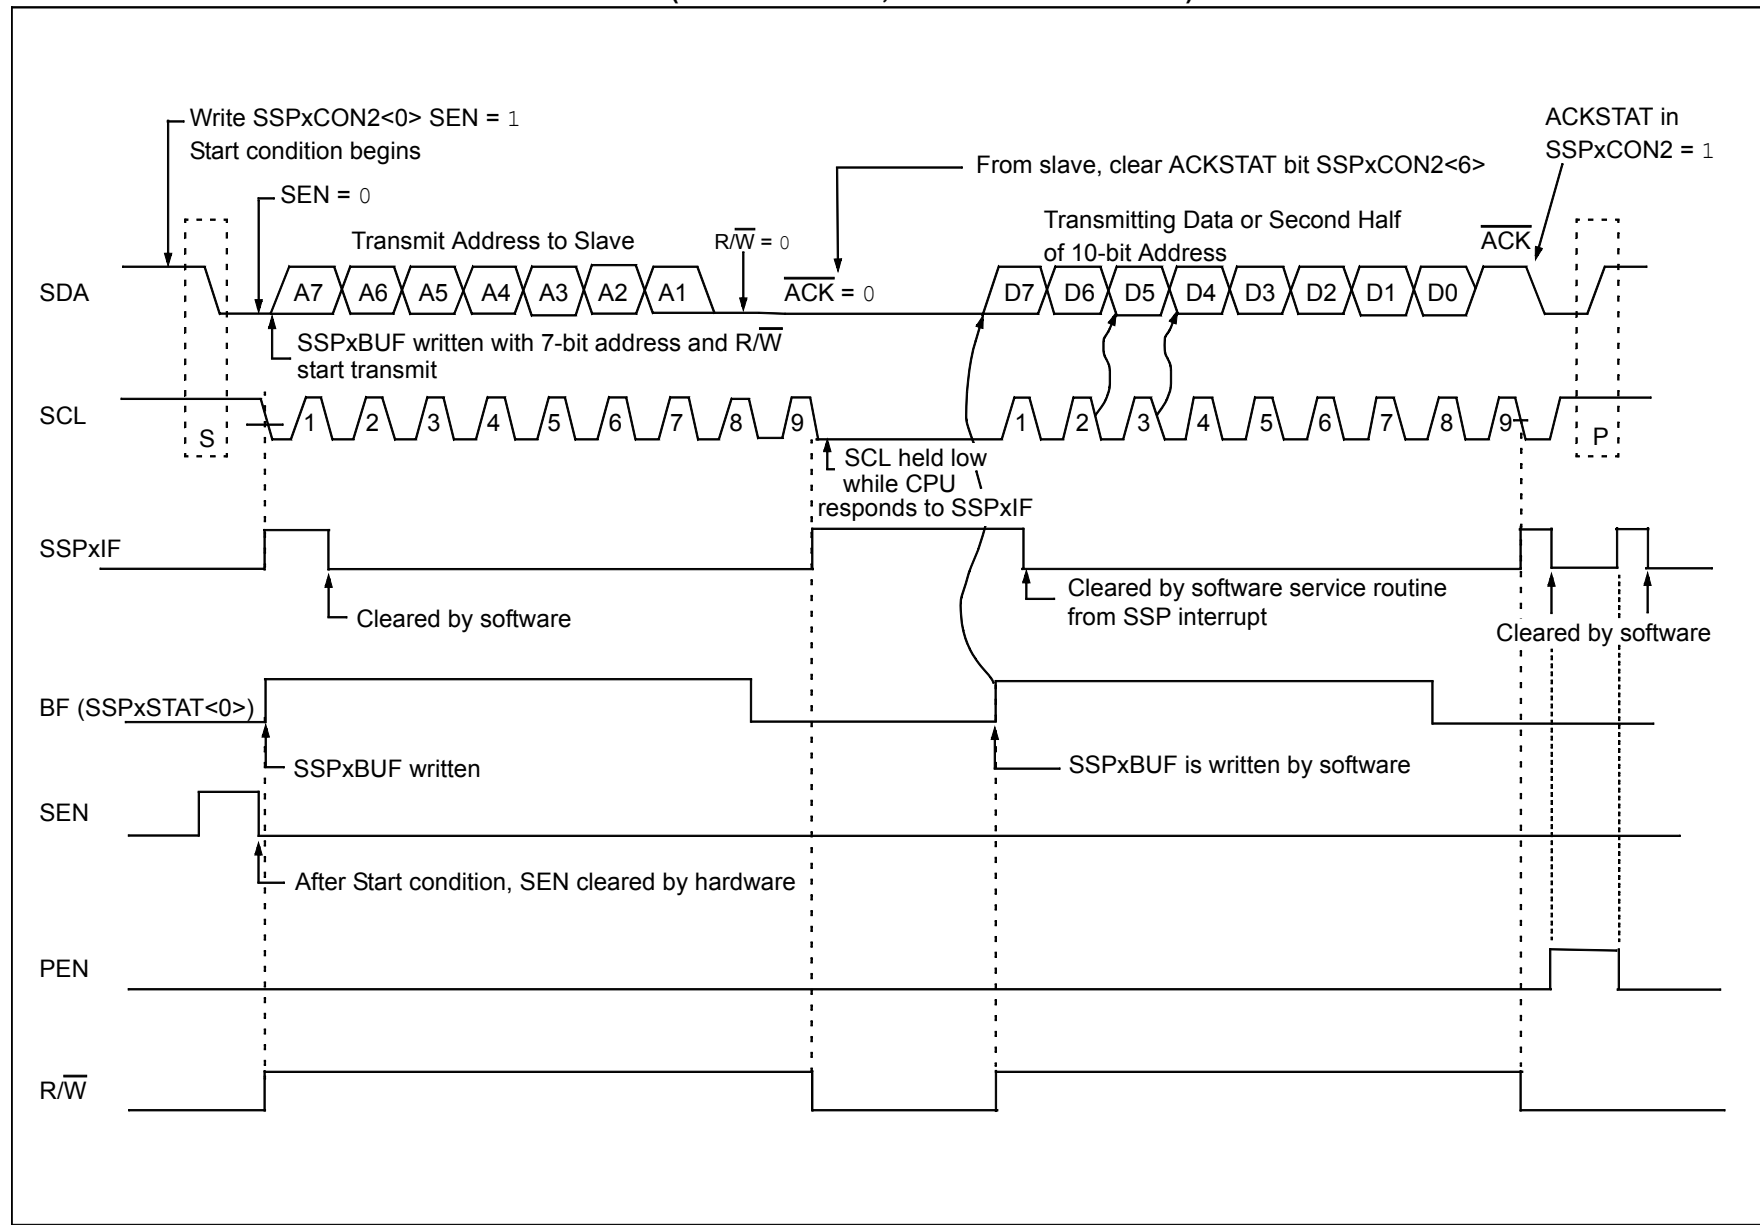 Write SSPxCON2<0> SEN = 1
Start condition begins
ACKSTAT in
SSPxCON2 = 1
From slave, clear ACKSTAT bit SSPxCON2<6>
SEN = 0
Transmit Address to Slave
R/W = 0
Transmitting Data or Second Half
of 10-bit Address
ACK
SDA
A7 A6 A5 A4 A3 A2 A1
ACK = 0
D7 D6 D5 D4 D3 D2 D1 D0
SSPxBUF written with 7-bit address and R/W
start transmit
SCL
S
1 2 3 4 5 6 7 8 9
1 2 3 4 5 6 7 8 9
P
SCL held low
while CPU
responds to SSPxIF
SSPxIF
Cleared by software
Cleared by software service routine
from SSP interrupt
Cleared by software
BF (SSPxSTAT<0>)
SSPxBUF written
SSPxBUF is written by software
SEN
After Start condition, SEN cleared by hardware
PEN
R/W